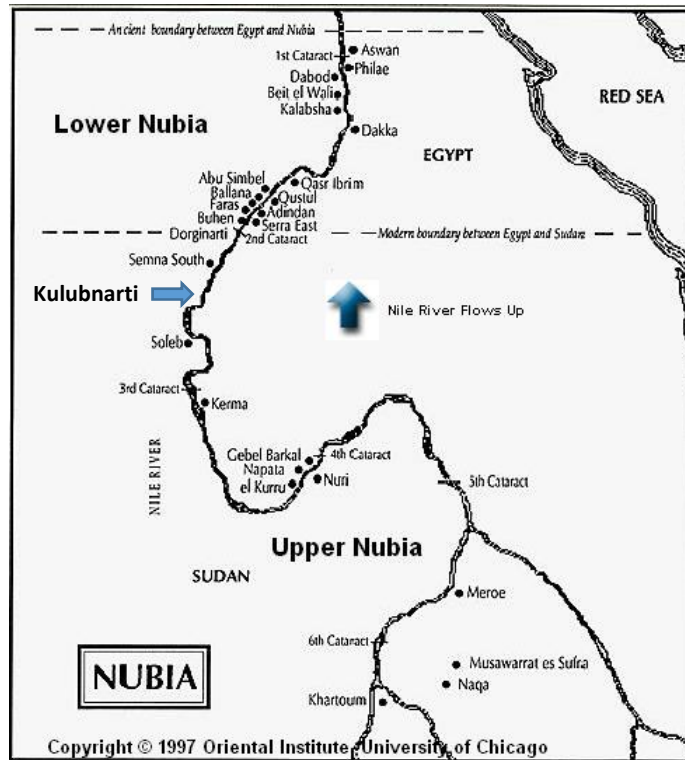 Ancient boundary between Egypt and Nubia
1st Cataract
Aswan
Philae
Dabod
Beit el Wali
Kalabsha
RED SEA
Lower Nubia
Dakka
EGYPT
Abu Simbel
Qasr Ibrim
Ballana
Qustul
Faras
Adindan
Buhen
Serra East
Dorginarti
2nd Cataract
Modern boundary between Egypt and Sudan
Semna South
Kulubnarti
Nile River Flows Up
Soleb
3rd Cataract
Kerma
NILE RIVER
Gebel Barkal
4th Cataract
Napata
el Kurru
Nuri
5th Cataract
Upper Nubia
SUDAN
Meroe
6th Cataract
Musawarrat es Sufra
NUBIA
Naqa
Khartoum
Copyright © 1997 Oriental Institute, University of Chicago